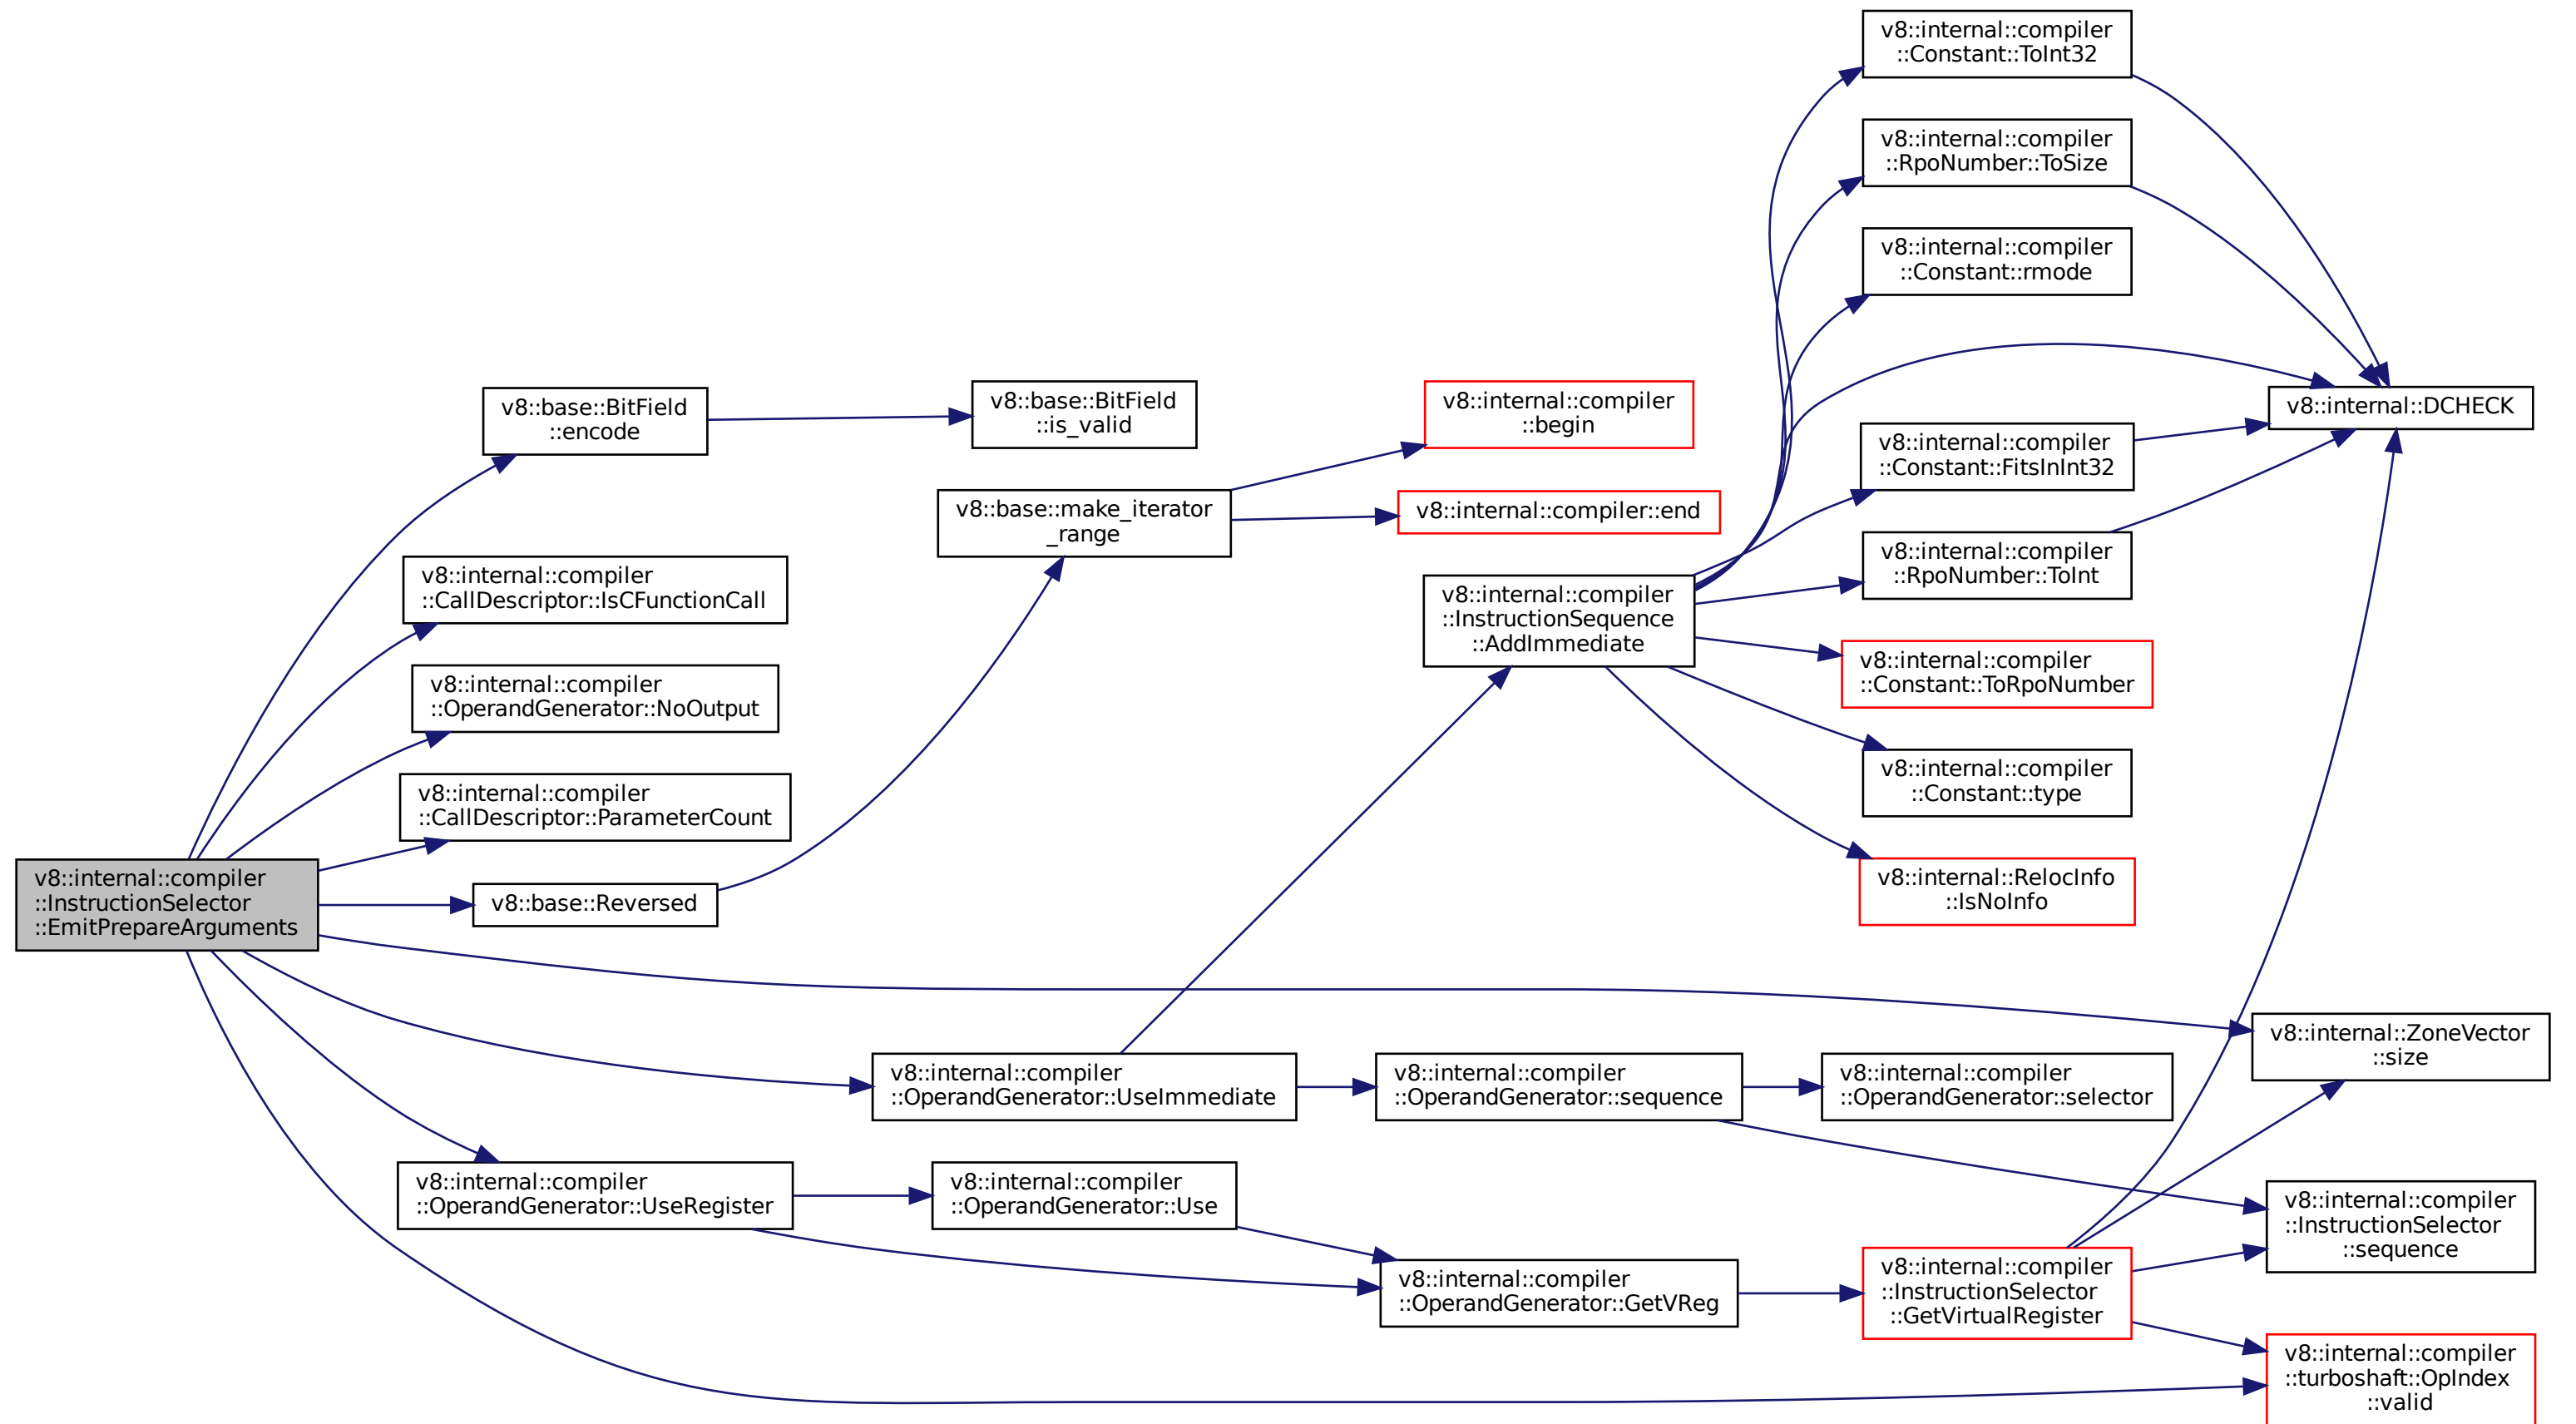 v8::internal::compiler
::InstructionSelector
::EmitPrepareArguments
v8::base::BitField
::encode
v8::internal::compiler
::CallDescriptor::IsCFunctionCall
v8::internal::compiler
::OperandGenerator::NoOutput
v8::internal::compiler
::CallDescriptor::ParameterCount
v8::base::Reversed
v8::internal::compiler
::OperandGenerator::UseRegister
v8::base::BitField
::is_valid
v8::base::make_iterator
_range
v8::internal::compiler
::OperandGenerator::UseImmediate
v8::internal::compiler
::OperandGenerator::Use
v8::internal::compiler
::begin
v8::internal::compiler::end
v8::internal::compiler
::InstructionSequence
::AddImmediate
v8::internal::compiler
::OperandGenerator::sequence
v8::internal::compiler
::OperandGenerator::GetVReg
v8::internal::compiler
::Constant::ToInt32
v8::internal::compiler
::RpoNumber::ToSize
v8::internal::compiler
::Constant::rmode
v8::internal::compiler
::Constant::FitsInInt32
v8::internal::compiler
::RpoNumber::ToInt
v8::internal::compiler
::Constant::ToRpoNumber
v8::internal::compiler
::Constant::type
v8::internal::RelocInfo
::IsNoInfo
v8::internal::compiler
::OperandGenerator::selector
v8::internal::compiler
::InstructionSelector
::GetVirtualRegister
v8::internal::DCHECK
v8::internal::ZoneVector
::size
v8::internal::compiler
::InstructionSelector
::sequence
v8::internal::compiler
::turboshaft::OpIndex
::valid